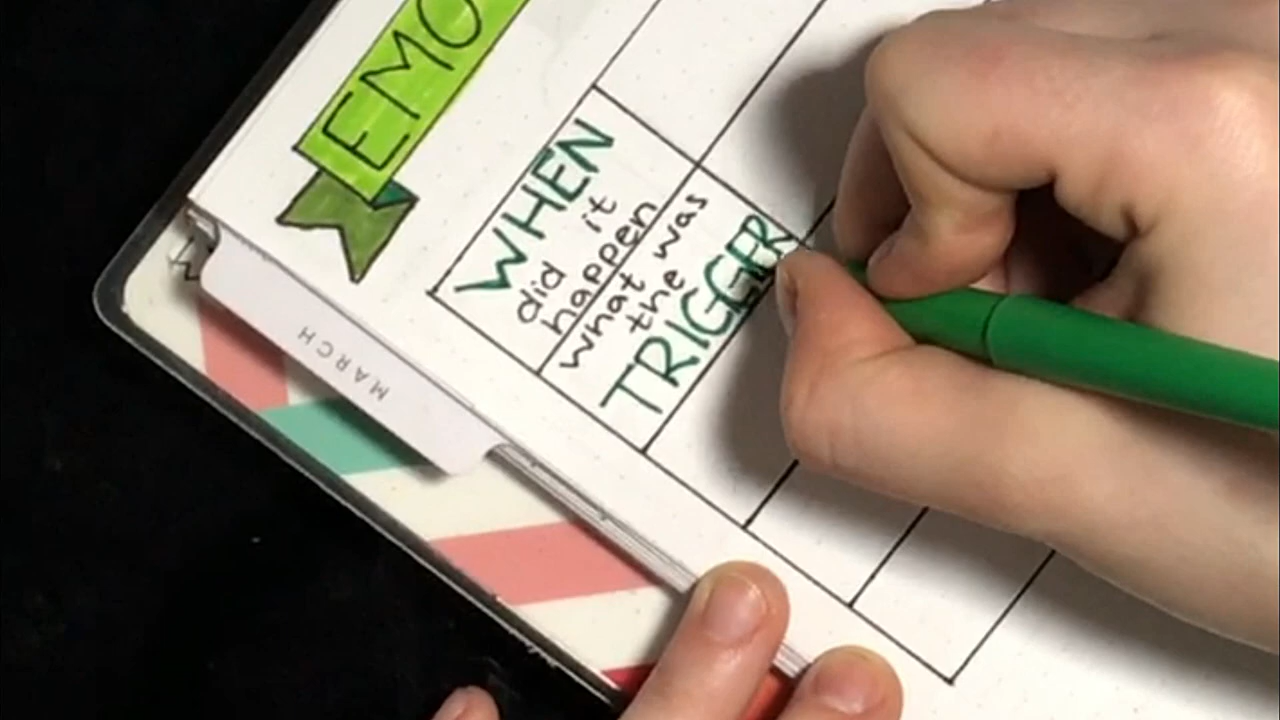 EMO
WHEN
did it
happen
what was
the
TRIGGER
MARCH